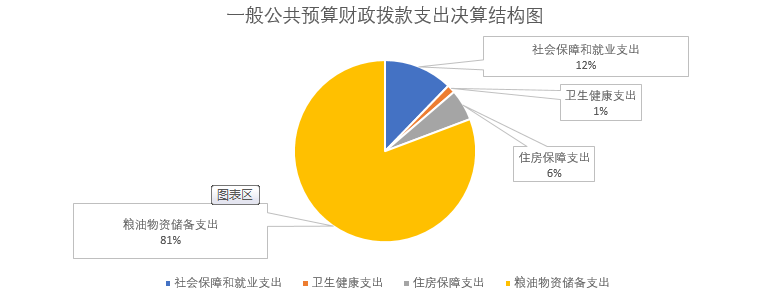 一般公共预算财政拨款支出决算结构图
社会保障和就业支出
12%
卫生健康支出
1%
住房保障支出
6%
图表区
粮油物资储备支出
81%
社会保障和就业支出 卫生健康支出 住房保障支出 粮油物资储备支出